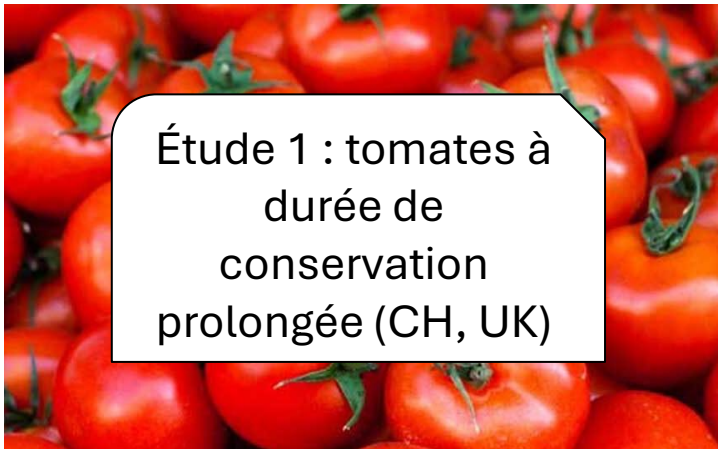 Étude 1 : tomates à
durée de
conservation
prolongée (CH, UK)